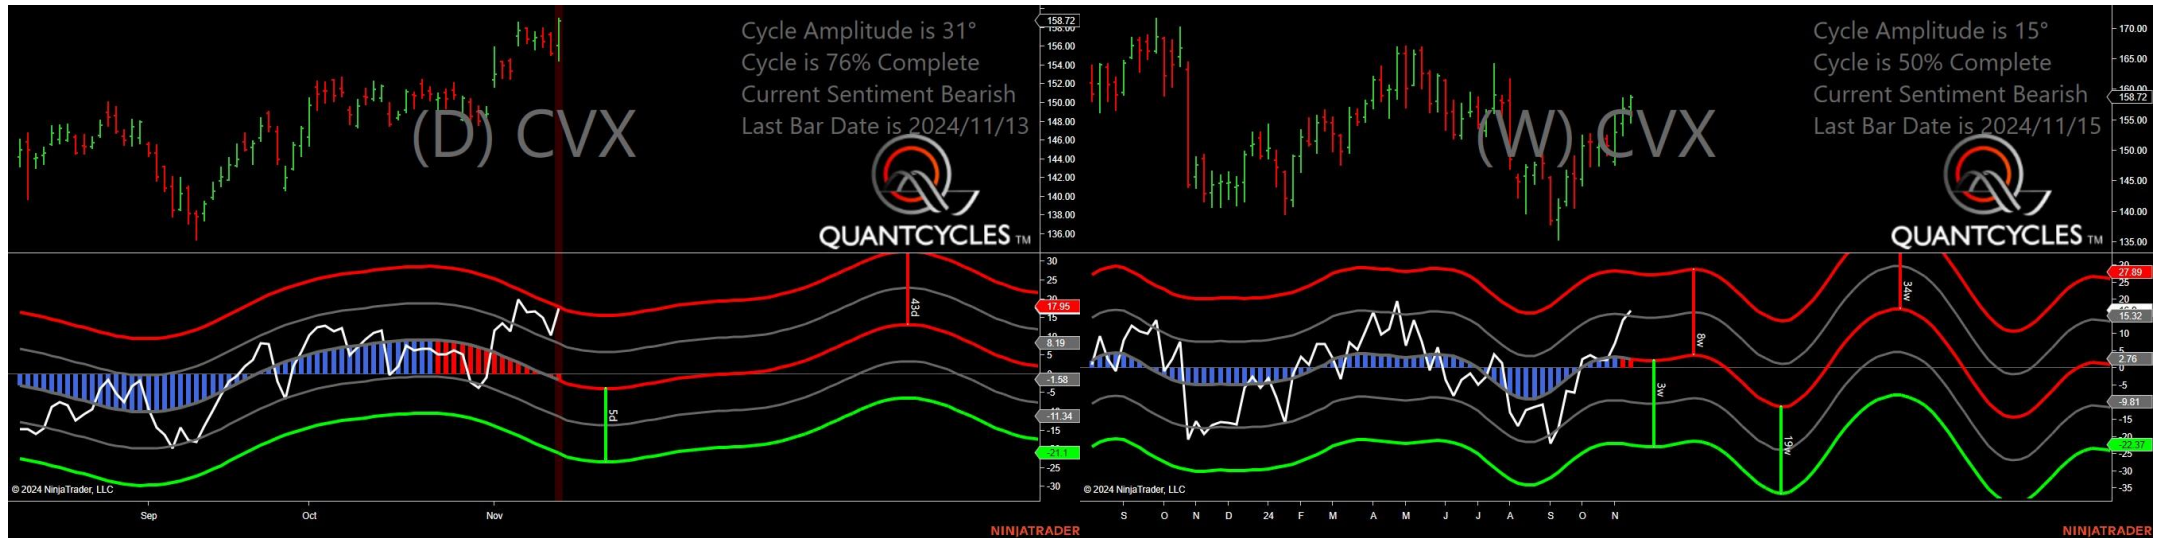 Cycle Amplitude is 31°
Cycle is 76% Complete
Current Sentiment Bearish
Last Bar Date is 2024/11/13
(D) CVX
QUANTCYCLES TM
158.72
158.00
156.00
154.00
152.00
150.00
148.00
146.00
144.00
142.00
140.00
138.00
136.00
30
25
17.95
15
8.19
5
-1.58
-5
-11.34
-15
-21.1
-25
-30
43d
5d
© 2024 NinjaTrader, LLC
Sep
Oct
Nov
NINJATRADER
Cycle Amplitude is 15°
Cycle is 50% Complete
Current Sentiment Bearish
Last Bar Date is 2024/11/15
(W) CVX
QUANTCYCLES TM
170.00
165.00
160.00
158.72
155.00
150.00
145.00
140.00
135.00
27.89
25
20
15.32
10
5
2.76
0
-5
-9.81
-15
-22.37
-25
-30
-35
8w
3w
19w
34w
© 2024 NinjaTrader, LLC
S O N D 24 F M A M J J A S O N
NINJATRADER